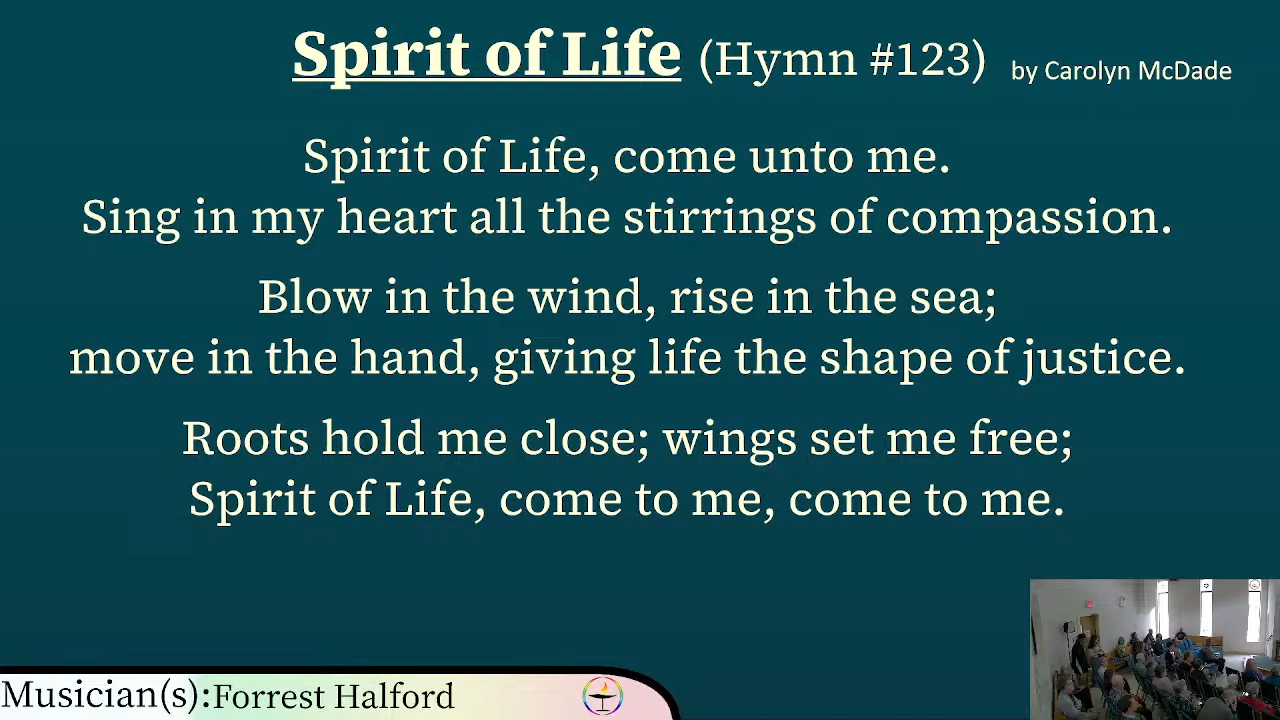 Spirit of Life (Hymn #123) by Carolyn McDade
Spirit of Life, come unto me.
Sing in my heart all the stirrings of compassion.
Blow in the wind, rise in the sea;
move in the hand, giving life the shape of justice.
Roots hold me close; wings set me free;
Spirit of Life, come to me, come to me.
Musician(s):Forrest Halford